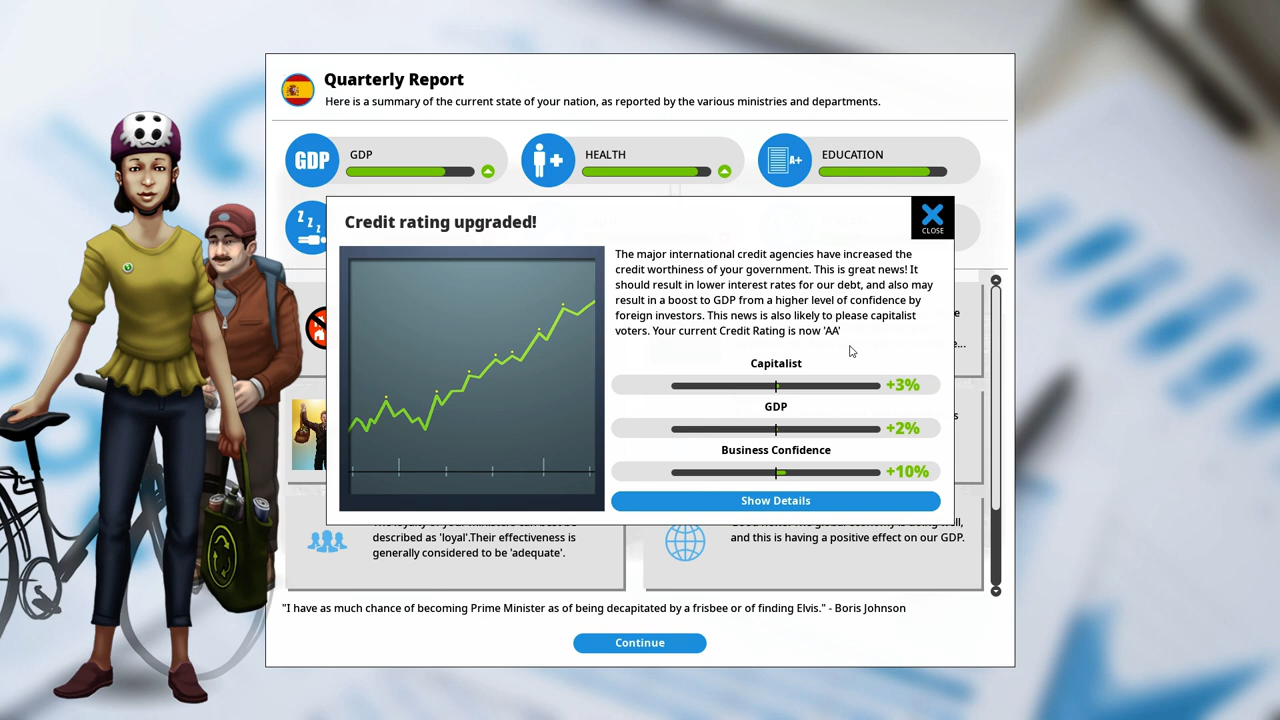 Quarterly Report
Here is a summary of the current state of your nation, as reported by the various ministries and departments.
GDP
GDP
HEALTH
A+
EDUCATION
Z Z Z
Credit rating upgraded!
CLOSE
The major international credit agencies have increased the
credit worthiness of your government. This is great news! It
should result in lower interest rates for our debt, and also may
result in a boost to GDP from a higher level of confidence by
foreign investors. This news is also likely to please capitalist
voters. Your current Credit Rating is now 'AA'
Capitalist
+3%
GDP
+2%
Business Confidence
+10%
Show Details
described as 'loyal'.Their effectiveness is
generally considered to be 'adequate'.
and this is having a positive effect on our GDP.
"I have as much chance of becoming Prime Minister as of being decapitated by a frisbee or of finding Elvis." - Boris Johnson
Continue